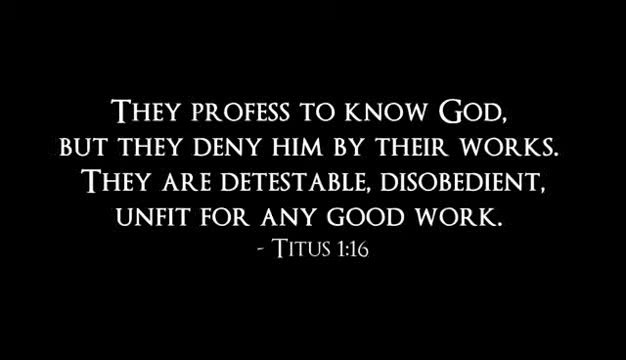 They profess to know God,
but they deny him by their works.
They are detestable, disobedient,
unfit for any good work.
- Titus 1:16